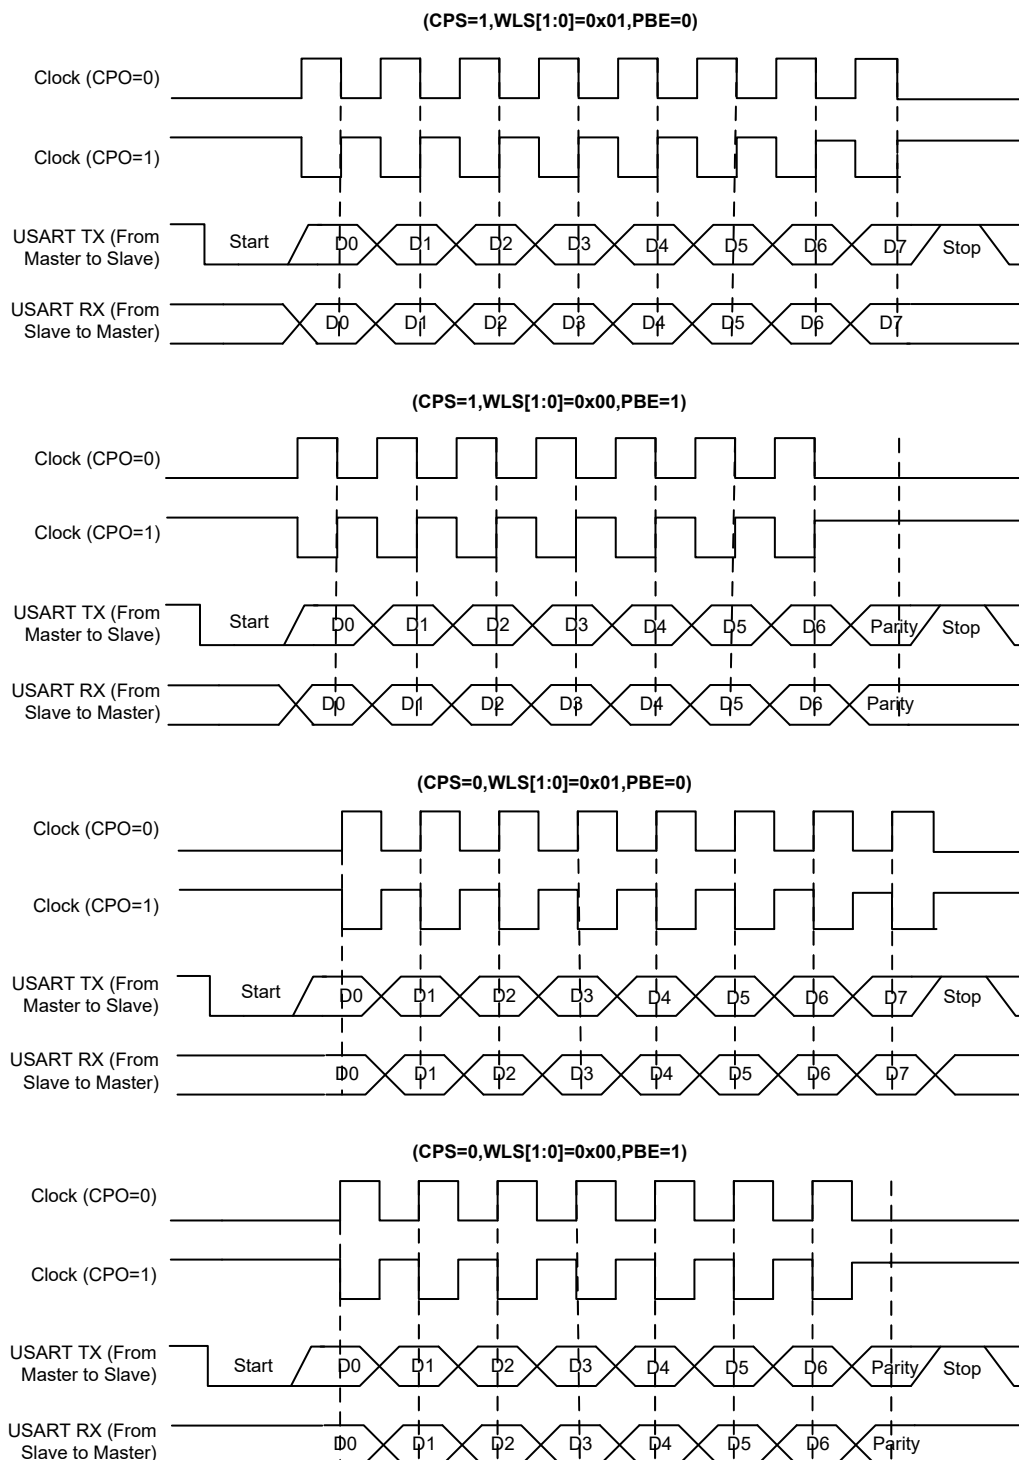 (CPS=1,WLS[1:0]=0x01,PBE=0)
Clock (CPO=0)
Clock (CPO=1)
USART TX (From
Master to Slave)
Start D0 D1 D2 D3 D4 D5 D6 D7 Stop
USART RX (From
Slave to Master)
D0 D1 D2 D3 D4 D5 D6 D7
(CPS=1,WLS[1:0]=0x00,PBE=1)
Clock (CPO=0)
Clock (CPO=1)
USART TX (From
Master to Slave)
Start D0 D1 D2 D3 D4 D5 D6 Parity Stop
USART RX (From
Slave to Master)
D0 D1 D2 D3 D4 D5 D6 Parity
(CPS=0,WLS[1:0]=0x01,PBE=0)
Clock (CPO=0)
Clock (CPO=1)
USART TX (From
Master to Slave)
Start D0 D1 D2 D3 D4 D5 D6 D7 Stop
USART RX (From
Slave to Master)
D0 D1 D2 D3 D4 D5 D6 D7
(CPS=0,WLS[1:0]=0x00,PBE=1)
Clock (CPO=0)
Clock (CPO=1)
USART TX (From
Master to Slave)
Start D0 D1 D2 D3 D4 D5 D6 Parity Stop
USART RX (From
Slave to Master)
D0 D1 D2 D3 D4 D5 D6 Parity